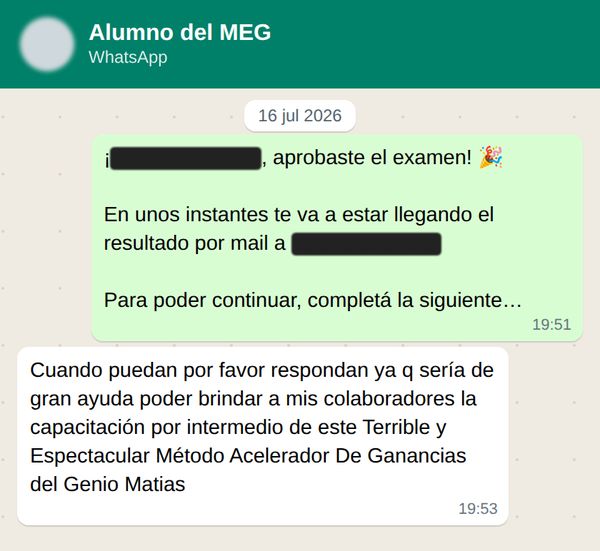 Alumno del MEG
WhatsApp
16 jul 2026
¡, aprobaste el examen! 🎉
En unos instantes te va a estar llegando el
resultado por mail a
Para poder continuar, completá la siguiente...
19:51
Cuando puedan por favor respondan ya q sería de
gran ayuda poder brindar a mis colaboradores la
capacitación por intermedio de este Terrible y
Espectacular Método Acelerador De Ganancias
del Genio Matias
19:53